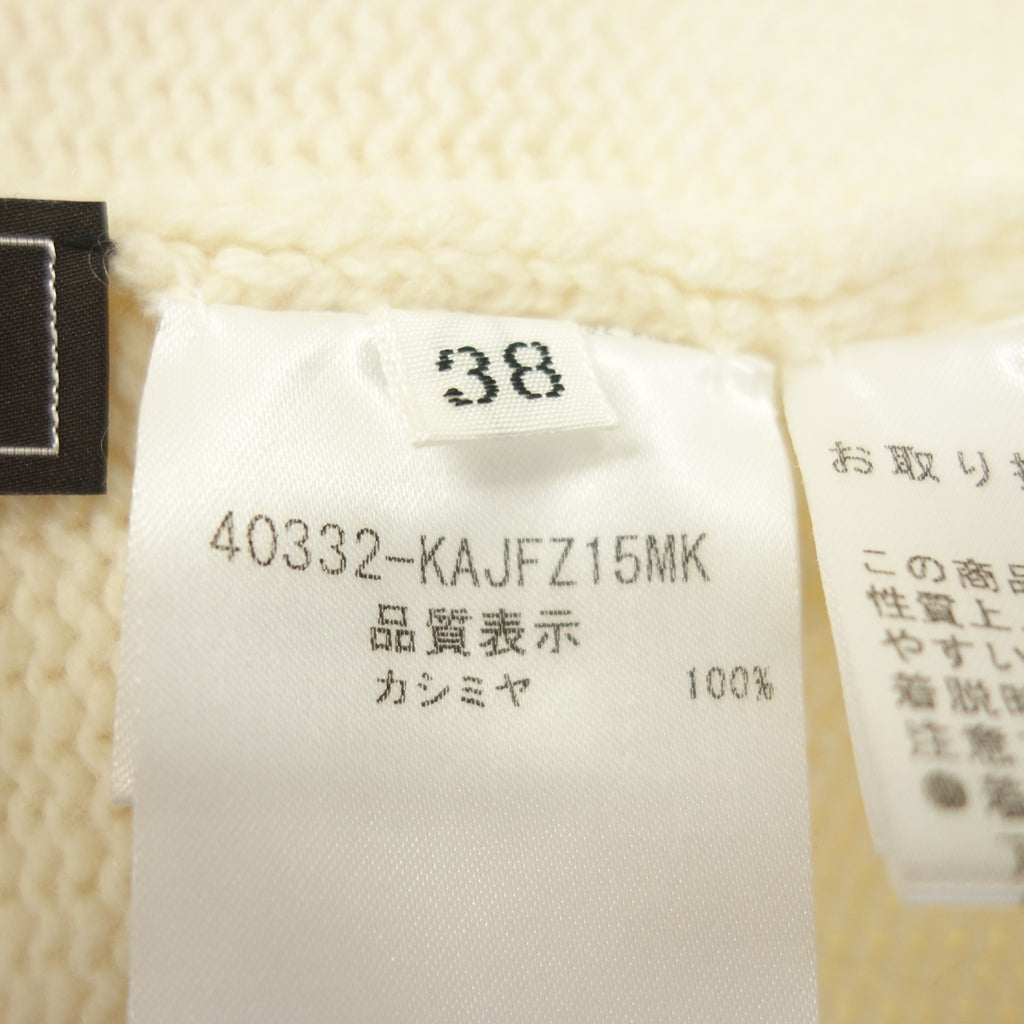 38
40332-KAJFZ15MK
品質表示
カシミヤ 100%
お取り
この商品
性質上
やすい
着脱時
注意
●着